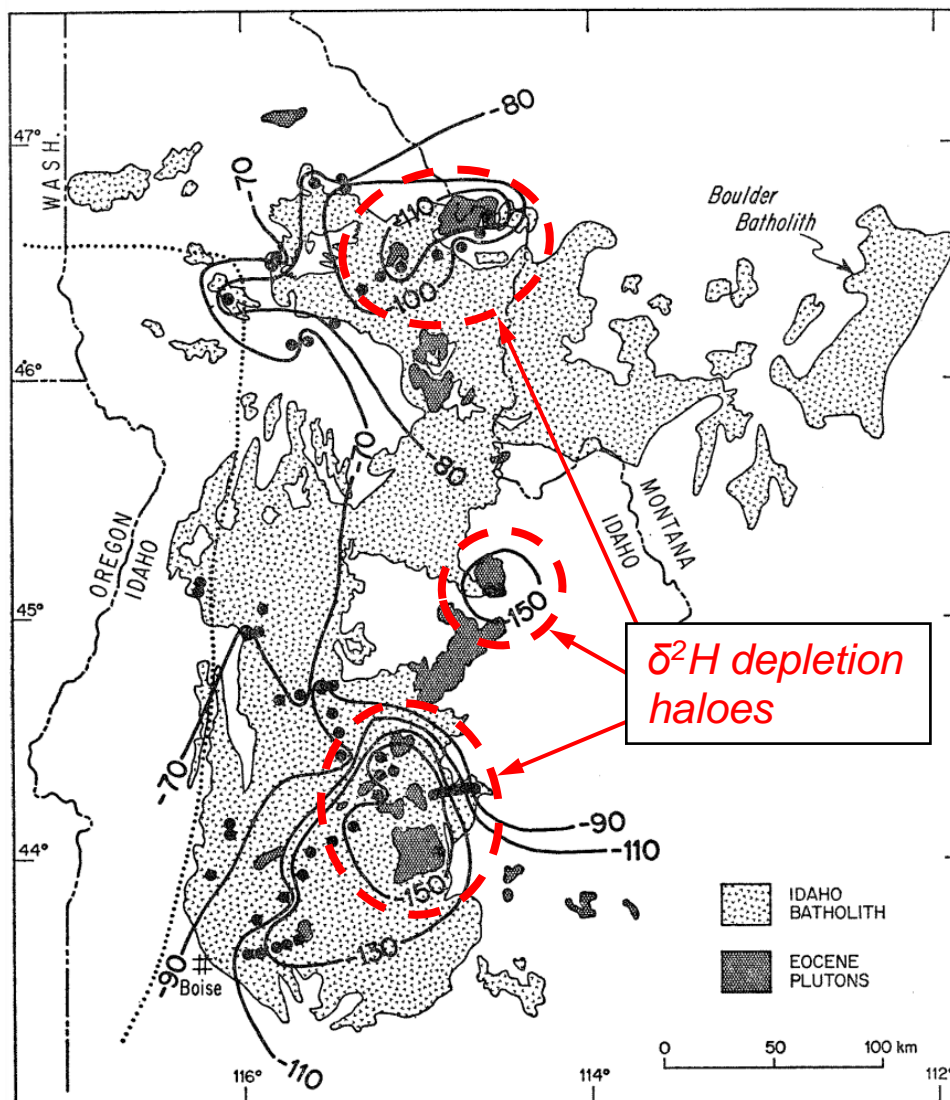 47°
WASH.
-80
-70
-110
-100
Boulder
Batholith
46°
-70
-80
OREGON
IDAHO
MONTANA
IDAHO
45°
-150
δ²H depletion
haloes
-70
-90
-110
44°
-150
-130
-90
Boise
-110
IDAHO
BATHOLITH
EOCENE
PLUTONS
0 50 100 km
116° 114° 112°